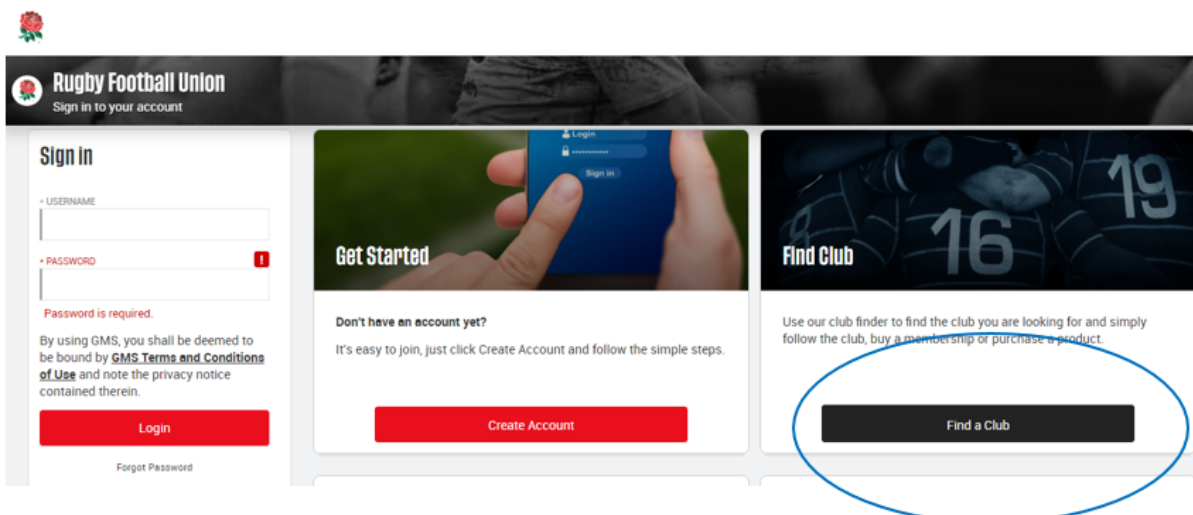 Rugby Football Union
Sign in to your account
Sign in
* USERNAME
* PASSWORD
!
Password is required.
By using GMS, you shall be deemed to
be bound by GMS Terms and Conditions
of Use and note the privacy notice
contained therein.
Login
Forgot Password
Login
Sign in
Get Started
Don't have an account yet?
It's easy to join, just click Create Account and follow the simple steps.
Create Account
16
19
Find Club
Use our club finder to find the club you are looking for and simply
follow the club, buy a membership or purchase a product.
Find a Club